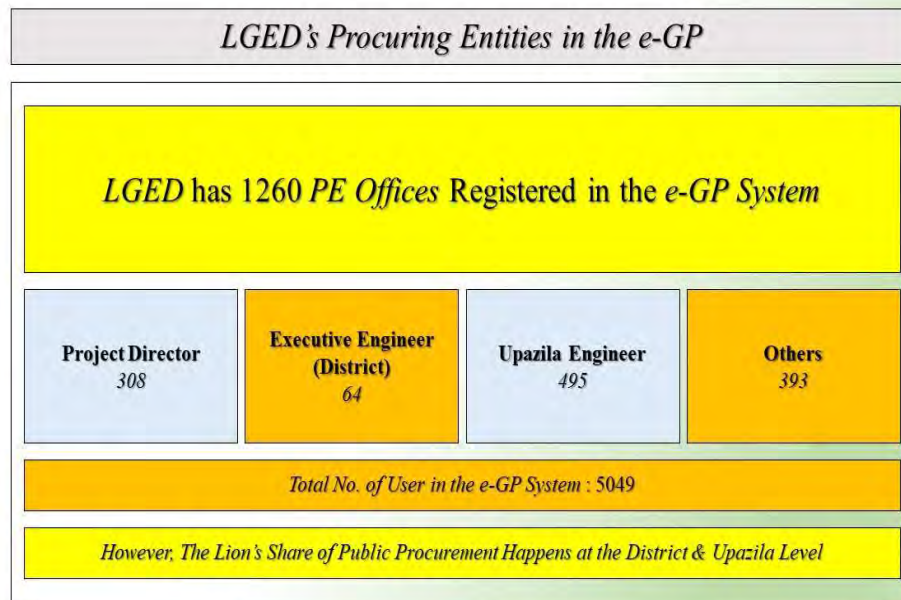 LGED's Procuring Entities in the e-GP
LGED has 1260 PE Offices Registered in the e-GP System
Project Director
308
Executive Engineer
(District)
64
Upazila Engineer
495
Others
393
Total No. of User in the e-GP System : 5049
However, The Lion's Share of Public Procurement Happens at the District & Upazila Level